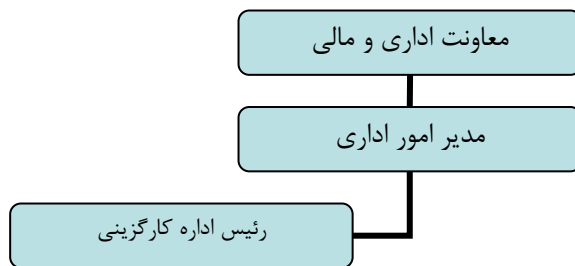 معاونت اداری و مالی
مدیر امور اداری
رئیس اداره کارگزینی